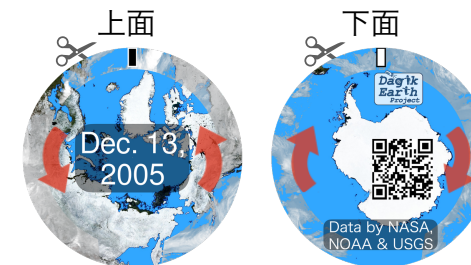 上面
下面
Dec. 13,
2005
Dagik
Earth
Project
Data by NASA,
NOAA & USGS